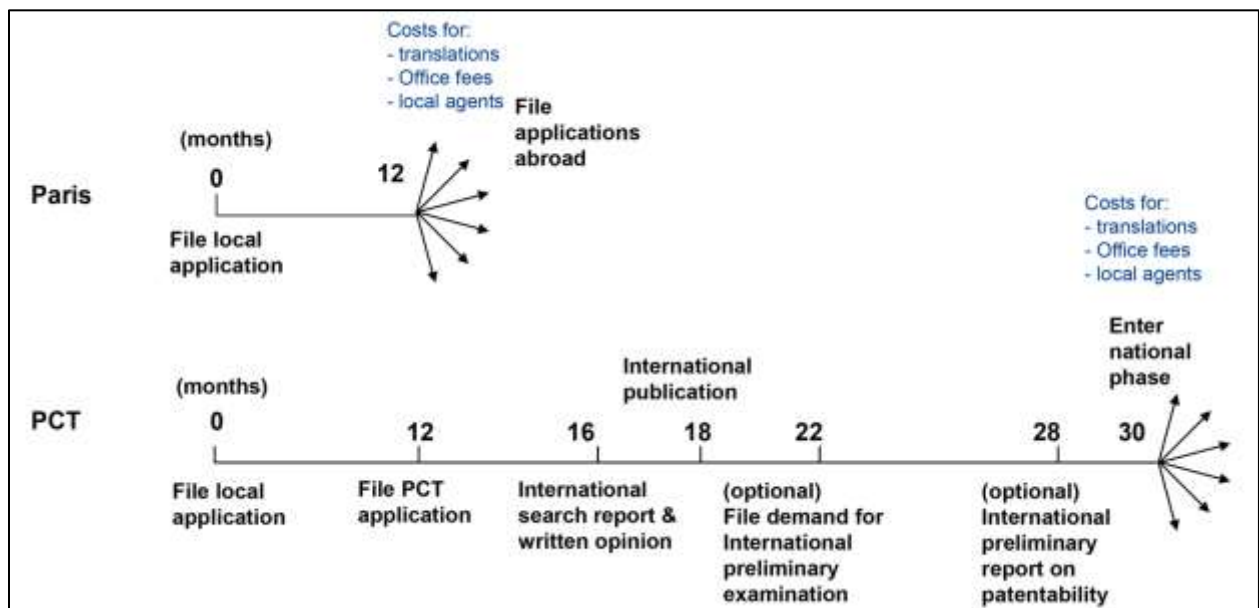 Costs for:
- translations
- Office fees
- local agents
File
applications
abroad
(months)
0
12
Paris
File local
application
Costs for:
- translations
- Office fees
- local agents
Enter
national
phase
International
publication
(months)
PCT
0
12
16
18
22
28
30
File local
application
File PCT
application
International
search report &
written opinion
(optional)
File demand for
International
preliminary
examination
(optional)
International
preliminary
report on
patentability